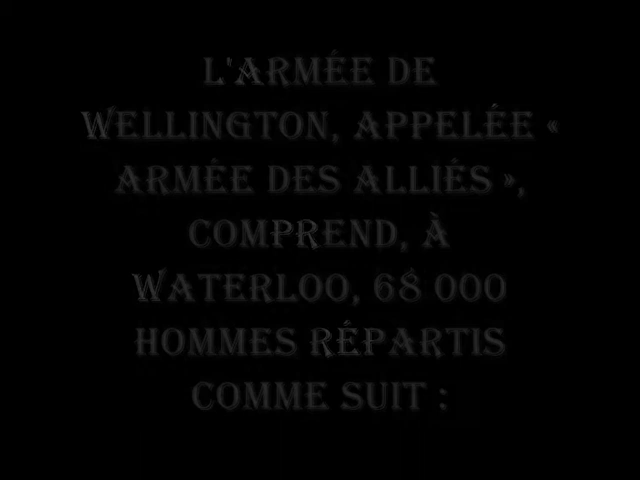 L'ARMÉE DE
WELLINGTON, APPELÉE «
ARMÉE DES ALLIÉS »,
COMPREND, À
WATERLOO, 68 000
HOMMES RÉPARTIS
COMME SUIT :